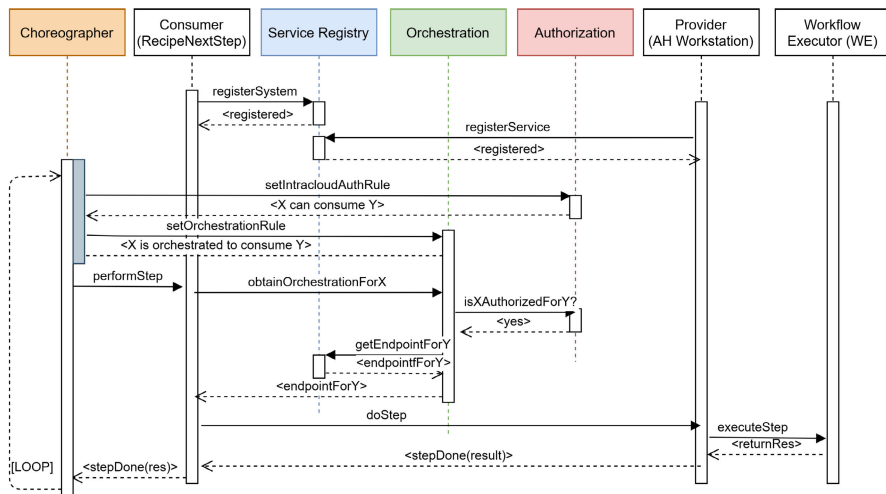 Choreographer
Consumer
(RecipeNextStep)
Service Registry
Orchestration
Authorization
Provider
(AH Workstation)
Workflow
Executor (WE)
registerSystem
<registered>
registerService
<registered>
setIntracloudAuthRule
<X can consume Y>
setOrchestrationRule
<X is orchestrated to consume Y>
performStep
obtainOrchestrationForX
isXAuthorizedForY?
<yes>
getEndpointForY
<endpointfForY>
<endpointForY>
doStep
executeStep
<returnRes>
<stepDone(result)>
[LOOP]
<stepDone(res)>